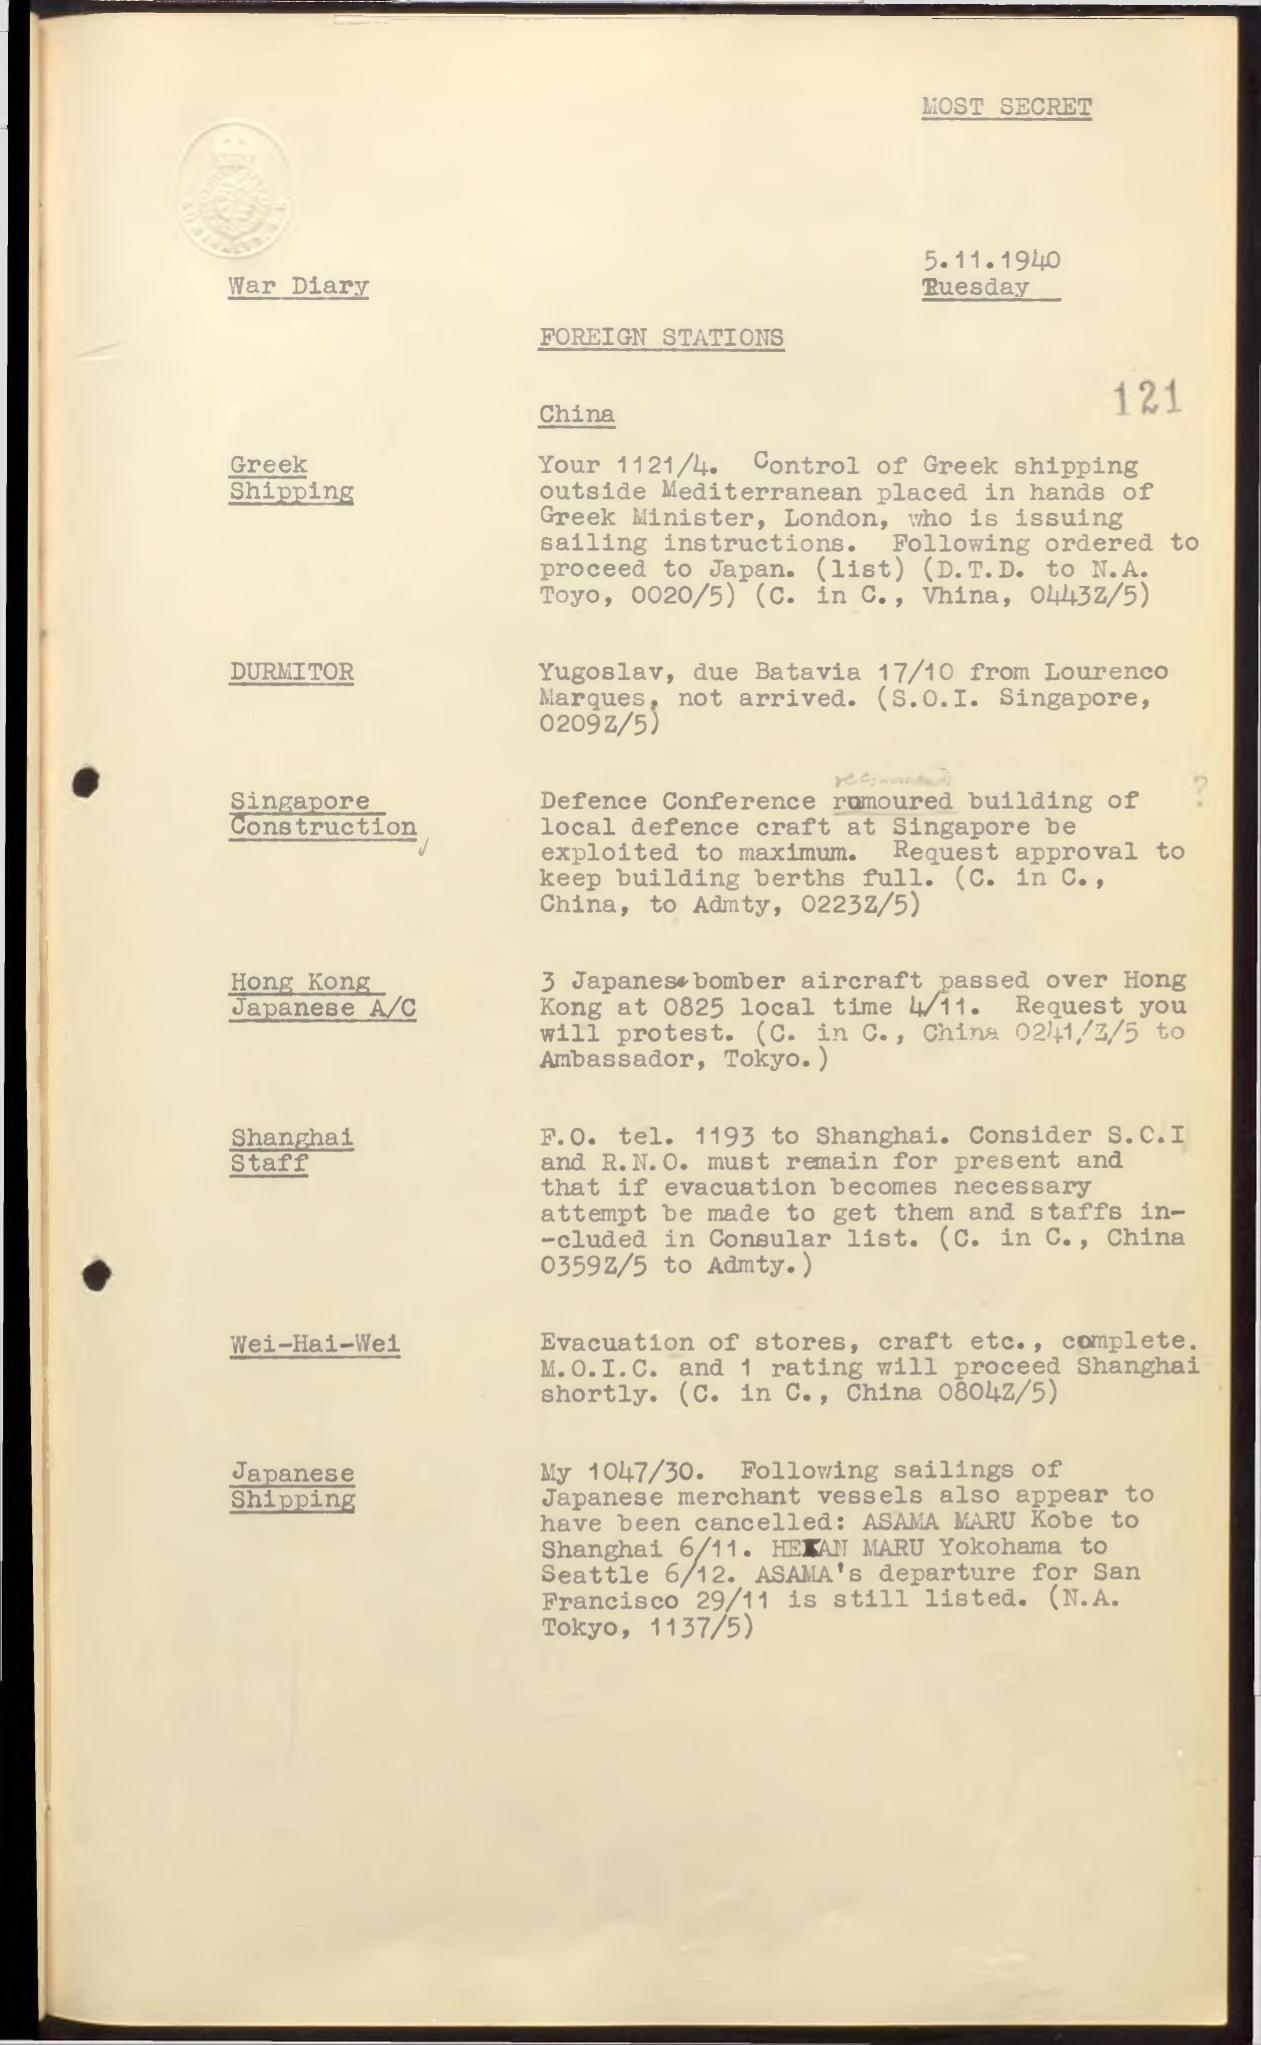 MOST SECRET
5.11.1940
War Diary
Tuesday
FOREIGN STATIONS
121
China
Greek
Shipping
Your 1121/4. Control of Greek shipping
outside Mediterranean placed in hands of
Greek Minister, London, who is issuing
sailing instructions. Following ordered to
proceed to Japan. (list) (D.T.D. to N.A.
Toyo, 0020/5) (C. in C., Vhina, 0443Z/5)
DURMITOR
Yugoslav, due Batavia 17/10 from Lourenco
Marques, not arrived. (S.O.I. Singapore,
0209Z/5)
Singapore
Construction
Defence Conference rumoured building of ?
local defence craft at Singapore be
exploited to maximum. Request approval to
keep building berths full. (C. in C.,
China, to Admty, 0223Z/5)
Hong Kong
Japanese A/C
3 Japanese bomber aircraft passed over Hong
Kong at 0825 local time 4/11. Request you
will protest. (C. in C., China 0241/Z/5 to
Ambassador, Tokyo.)
Shanghai
Staff
F.O. tel. 1193 to Shanghai. Consider S.C.I
and R.N.O. must remain for present and
that if evacuation becomes necessary
attempt be made to get them and staffs in-
-cluded in Consular list. (C. in C., China
0359Z/5 to Admty.)
Wei-Hai-Wei
Evacuation of stores, craft etc., complete.
M.O.I.C. and 1 rating will proceed Shanghai
shortly. (C. in C., China 0804Z/5)
Japanese
Shipping
My 1047/30. Following sailings of
Japanese merchant vessels also appear to
have been cancelled: ASAMA MARU Kobe to
Shanghai 6/11. HEIAN MARU Yokohama to
Seattle 6/12. ASAMA's departure for San
Francisco 29/11 is still listed. (N.A.
Tokyo, 1137/5)